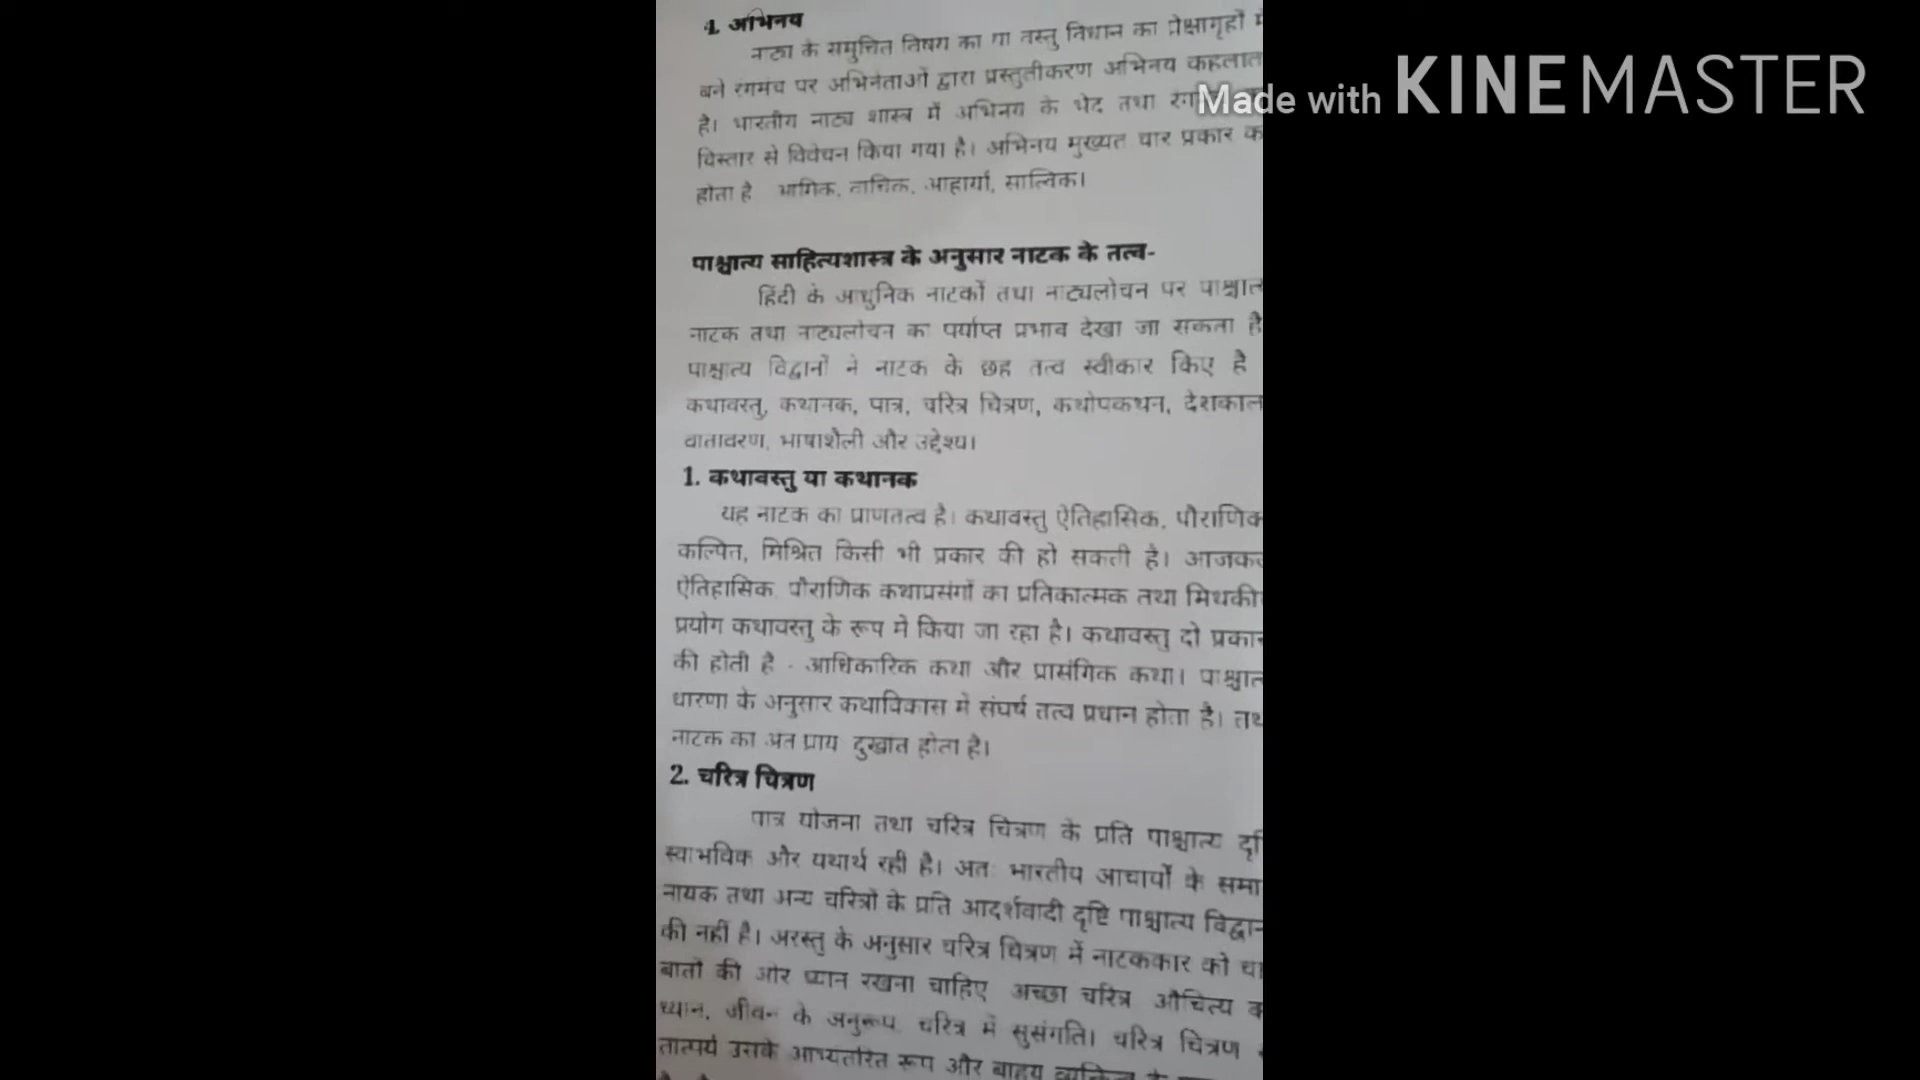 4. अभिनय
नाट्य के समुचित विषय का या वस्तु विधान का प्रेक्षागृहों में
बने रंगमंच पर अभिनेताओं द्वारा प्रस्तुतीकरण अभिनय कहलात
है। भारतीय नाट्य शास्त्र में अभिनय के भेद तथा
विस्तार से विवेचन किया गया है। अभिनय मुख्यत चार प्रकार क
होता है आगिक, वाचिक, आहार्या, सात्विक।
पाश्चात्य साहित्यशास्त्र के अनुसार नाटक के तत्व-
हिंदी के आधुनिक नाटकों तथा नाट्यलोचन पर पाश्चात
नाटक तथा नाट्यलोचन का पर्याप्त प्रभाव देखा जा सकता है
पाश्चात्य विद्वानों ने नाटक के छह तत्व स्वीकार किए है
कथावस्तु, कथानक, पात्र, चरित्र चित्रण, कथोपकथन, देशकाल
वातावरण, भाषाशैली और उद्देश्य।
1. कथावस्तु या कथानक
यह नाटक का प्राणतत्व है। कथावस्तु ऐतिहासिक, पौराणिक
कल्पित, मिश्रित किसी भी प्रकार की हो सकती है। आजकल
ऐतिहासिक पौराणिक कथाप्रसंगों का प्रतिकात्मक तथा मिथकी
प्रयोग कथावस्तु के रूप में किया जा रहा है। कथावस्तु दो प्रकार
की होती है - आधिकारिक कथा और प्रासंगिक कथा। पाश्चात
धारणा के अनुसार कथाविकास में संघर्ष तत्व प्रधान होता है। तथ
नाटक का अंत प्राय दुखांत होता है।
2. चरित्र चित्रण
पात्र योजना तथा चरित्र चित्रण के प्रति पाश्चात्य दृ
स्वाभविक और यथार्थ रही है। अत: भारतीय आचार्यों के समा
नायक तथा अन्य चरित्रों के प्रति आदर्शवादी दृष्टि पाश्चात्य विद्वान
की नहीं है। अरस्तु के अनुसार चरित्र चित्रण में नाटककार को चा
बातों की ओर ध्यान रखना चाहिए अच्छा चरित्र औचित्य क
ध्यान, जीवन के अनुरूप चरित्र में सुसंगति। चरित्र चित्रण
तात्पर्य उसके आभ्यंतरित रूप और बाहय व्यक्तित्व के
Made with KINEMASTER